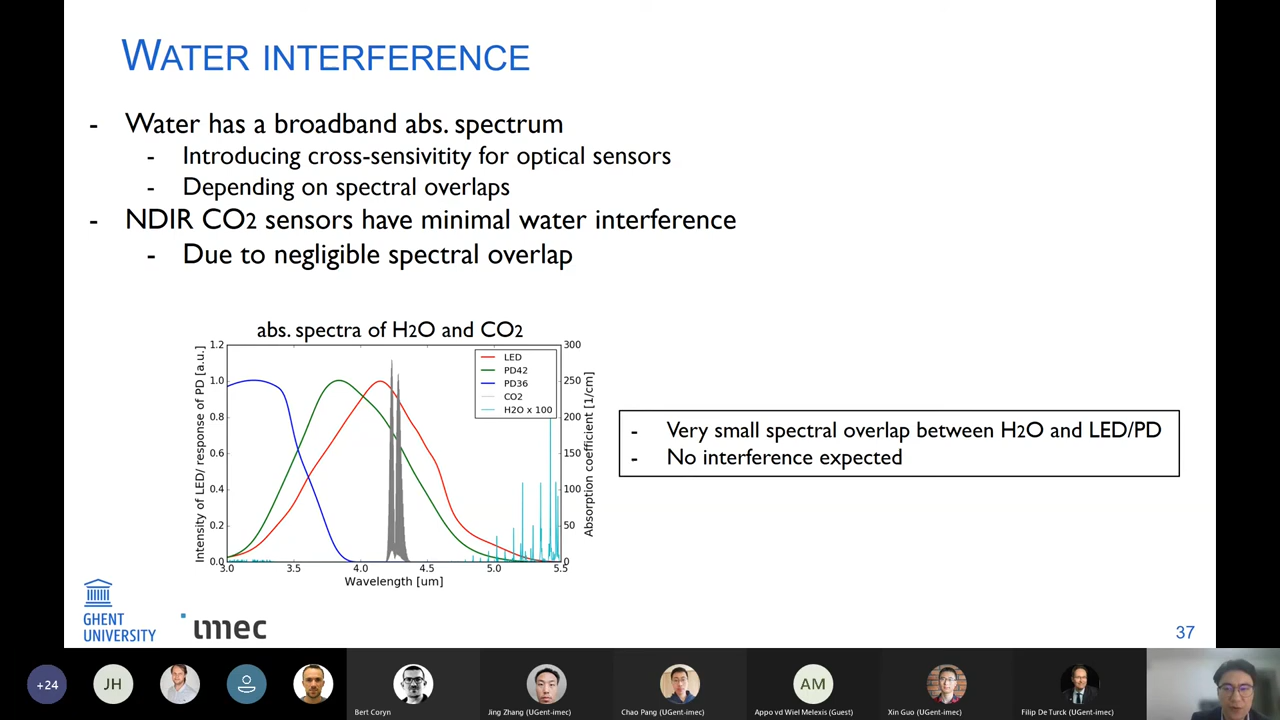 WATER INTERFERENCE
- Water has a broadband abs. spectrum
- Introducing cross-sensivitity for optical sensors
- Depending on spectral overlaps
- NDIR CO2 sensors have minimal water interference
- Due to negligible spectral overlap
abs. spectra of H2O and CO2
Intensity of LED/ response of PD [a.u.]
1.2
1.0
0.8
0.6
0.4
0.2
0.0
3.0
3.5
4.0
4.5
5.0
5.5
Wavelength [um]
300
250
200
150
100
50
0
Absorption coefficient [1/cm]
LED
PD42
PD36
CO2
H2O x 100
- Very small spectral overlap between H2O and LED/PD
- No interference expected
GHENT
UNIVERSITY
imec
37
+24
JH
Bert Coryn
Jing Zhang (UGent-imec)
Chao Pang (UGent-imec)
AM
Appo vd Wiel Melexis (Guest)
Xin Guo (UGent-imec)
Filip De Turck (UGent-imec)